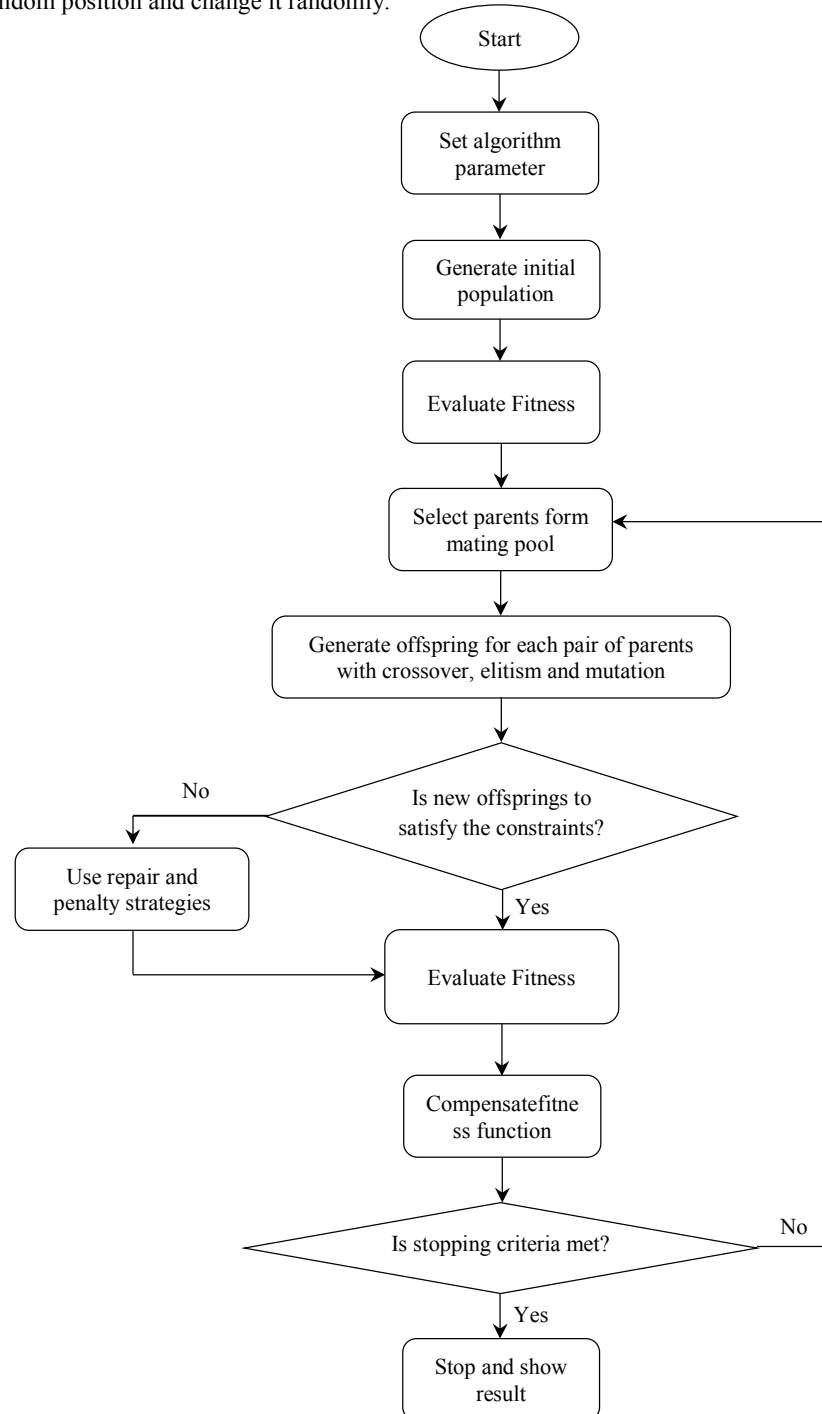 ndom position and change it randomly.
Start
Set algorithm
parameter
Generate initial
population
Evaluate Fitness
Select parents form
mating pool
Generate offspring for each pair of parents
with crossover, elitism and mutation
Is new offsprings to
satisfy the constraints?
No
Use repair and
penalty strategies
Yes
Evaluate Fitness
Compensatefitne
ss function
Is stopping criteria met?
No
Yes
Stop and show
result